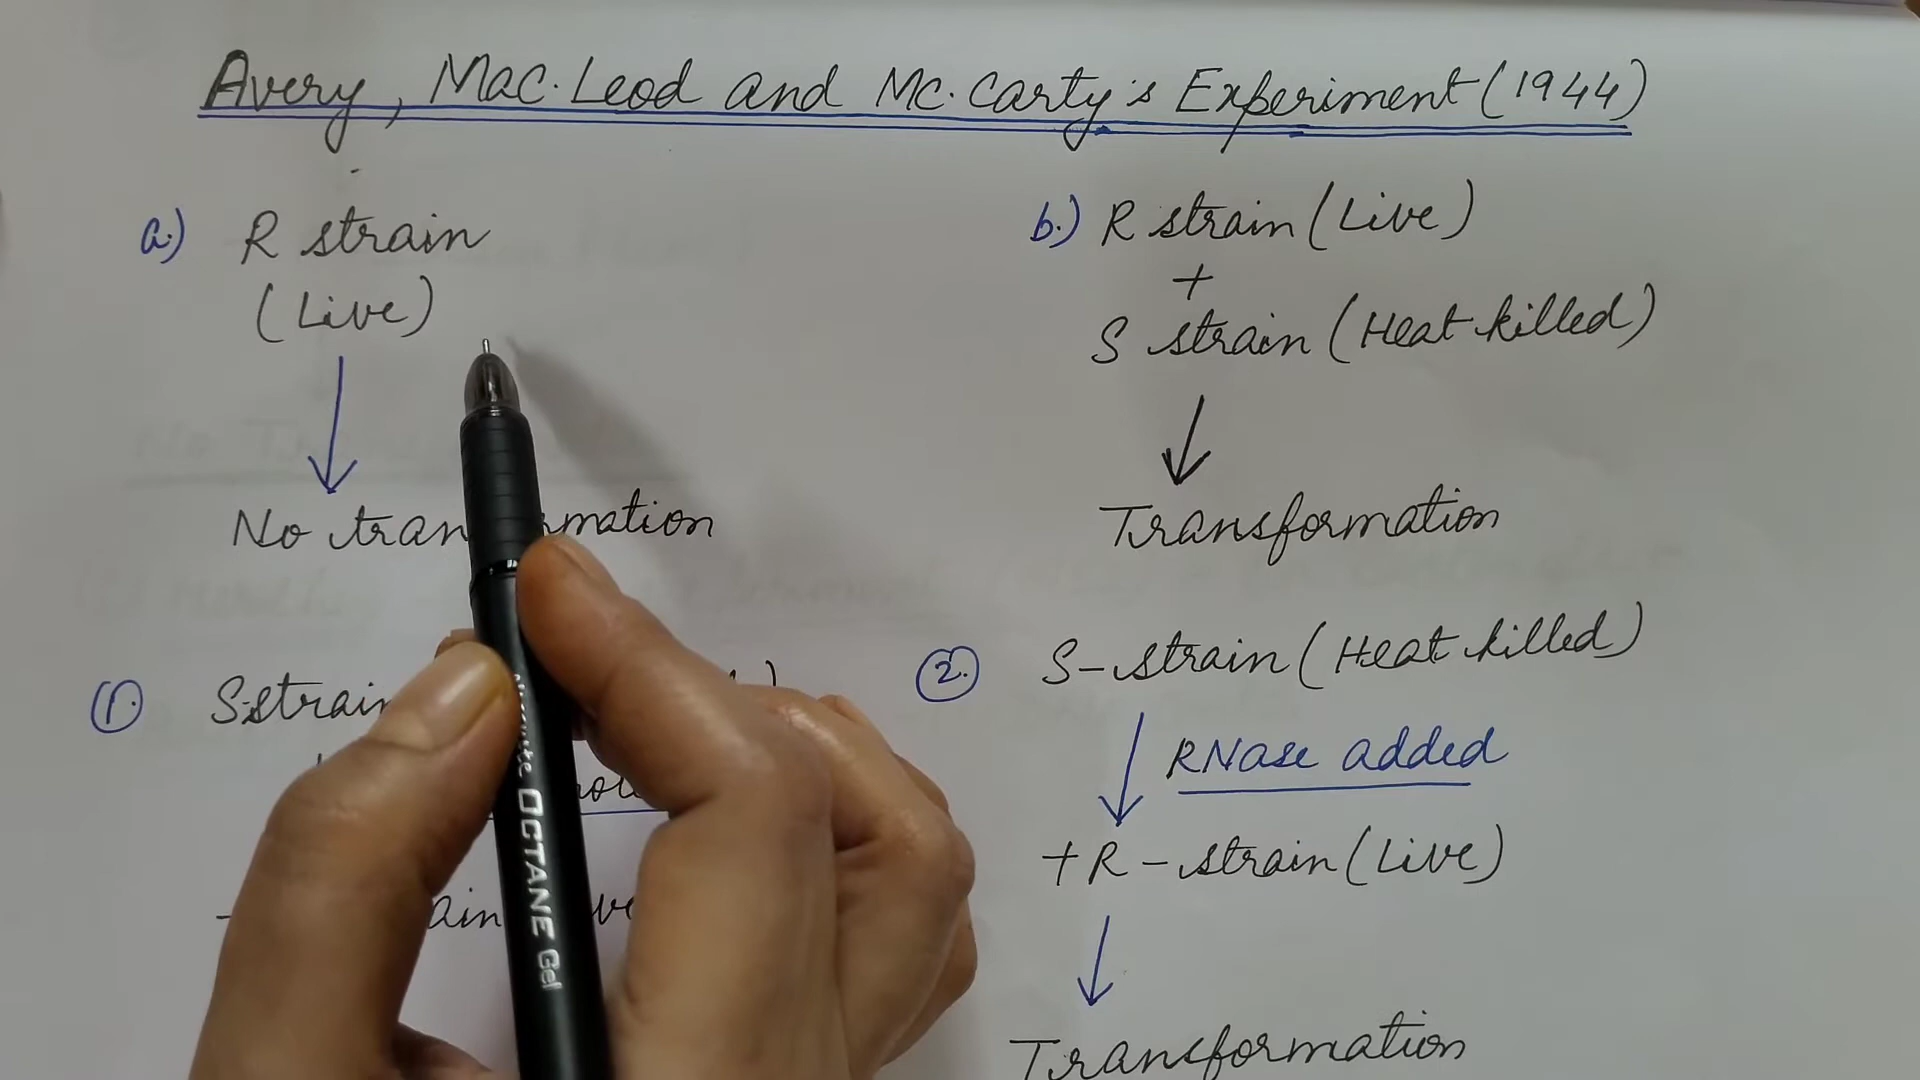 Avery, Mac.Leod and Mc.Carty's Experiment (1944)
a.) R strain
(Live)
No mation
b.) R strain (Live)
+
S strain (Heat killed)
Transformation
1. S-strain
2. S-strain (Heat killed)
RNase added
+ R-strain (Live)
Transformation
OCTANE Gel